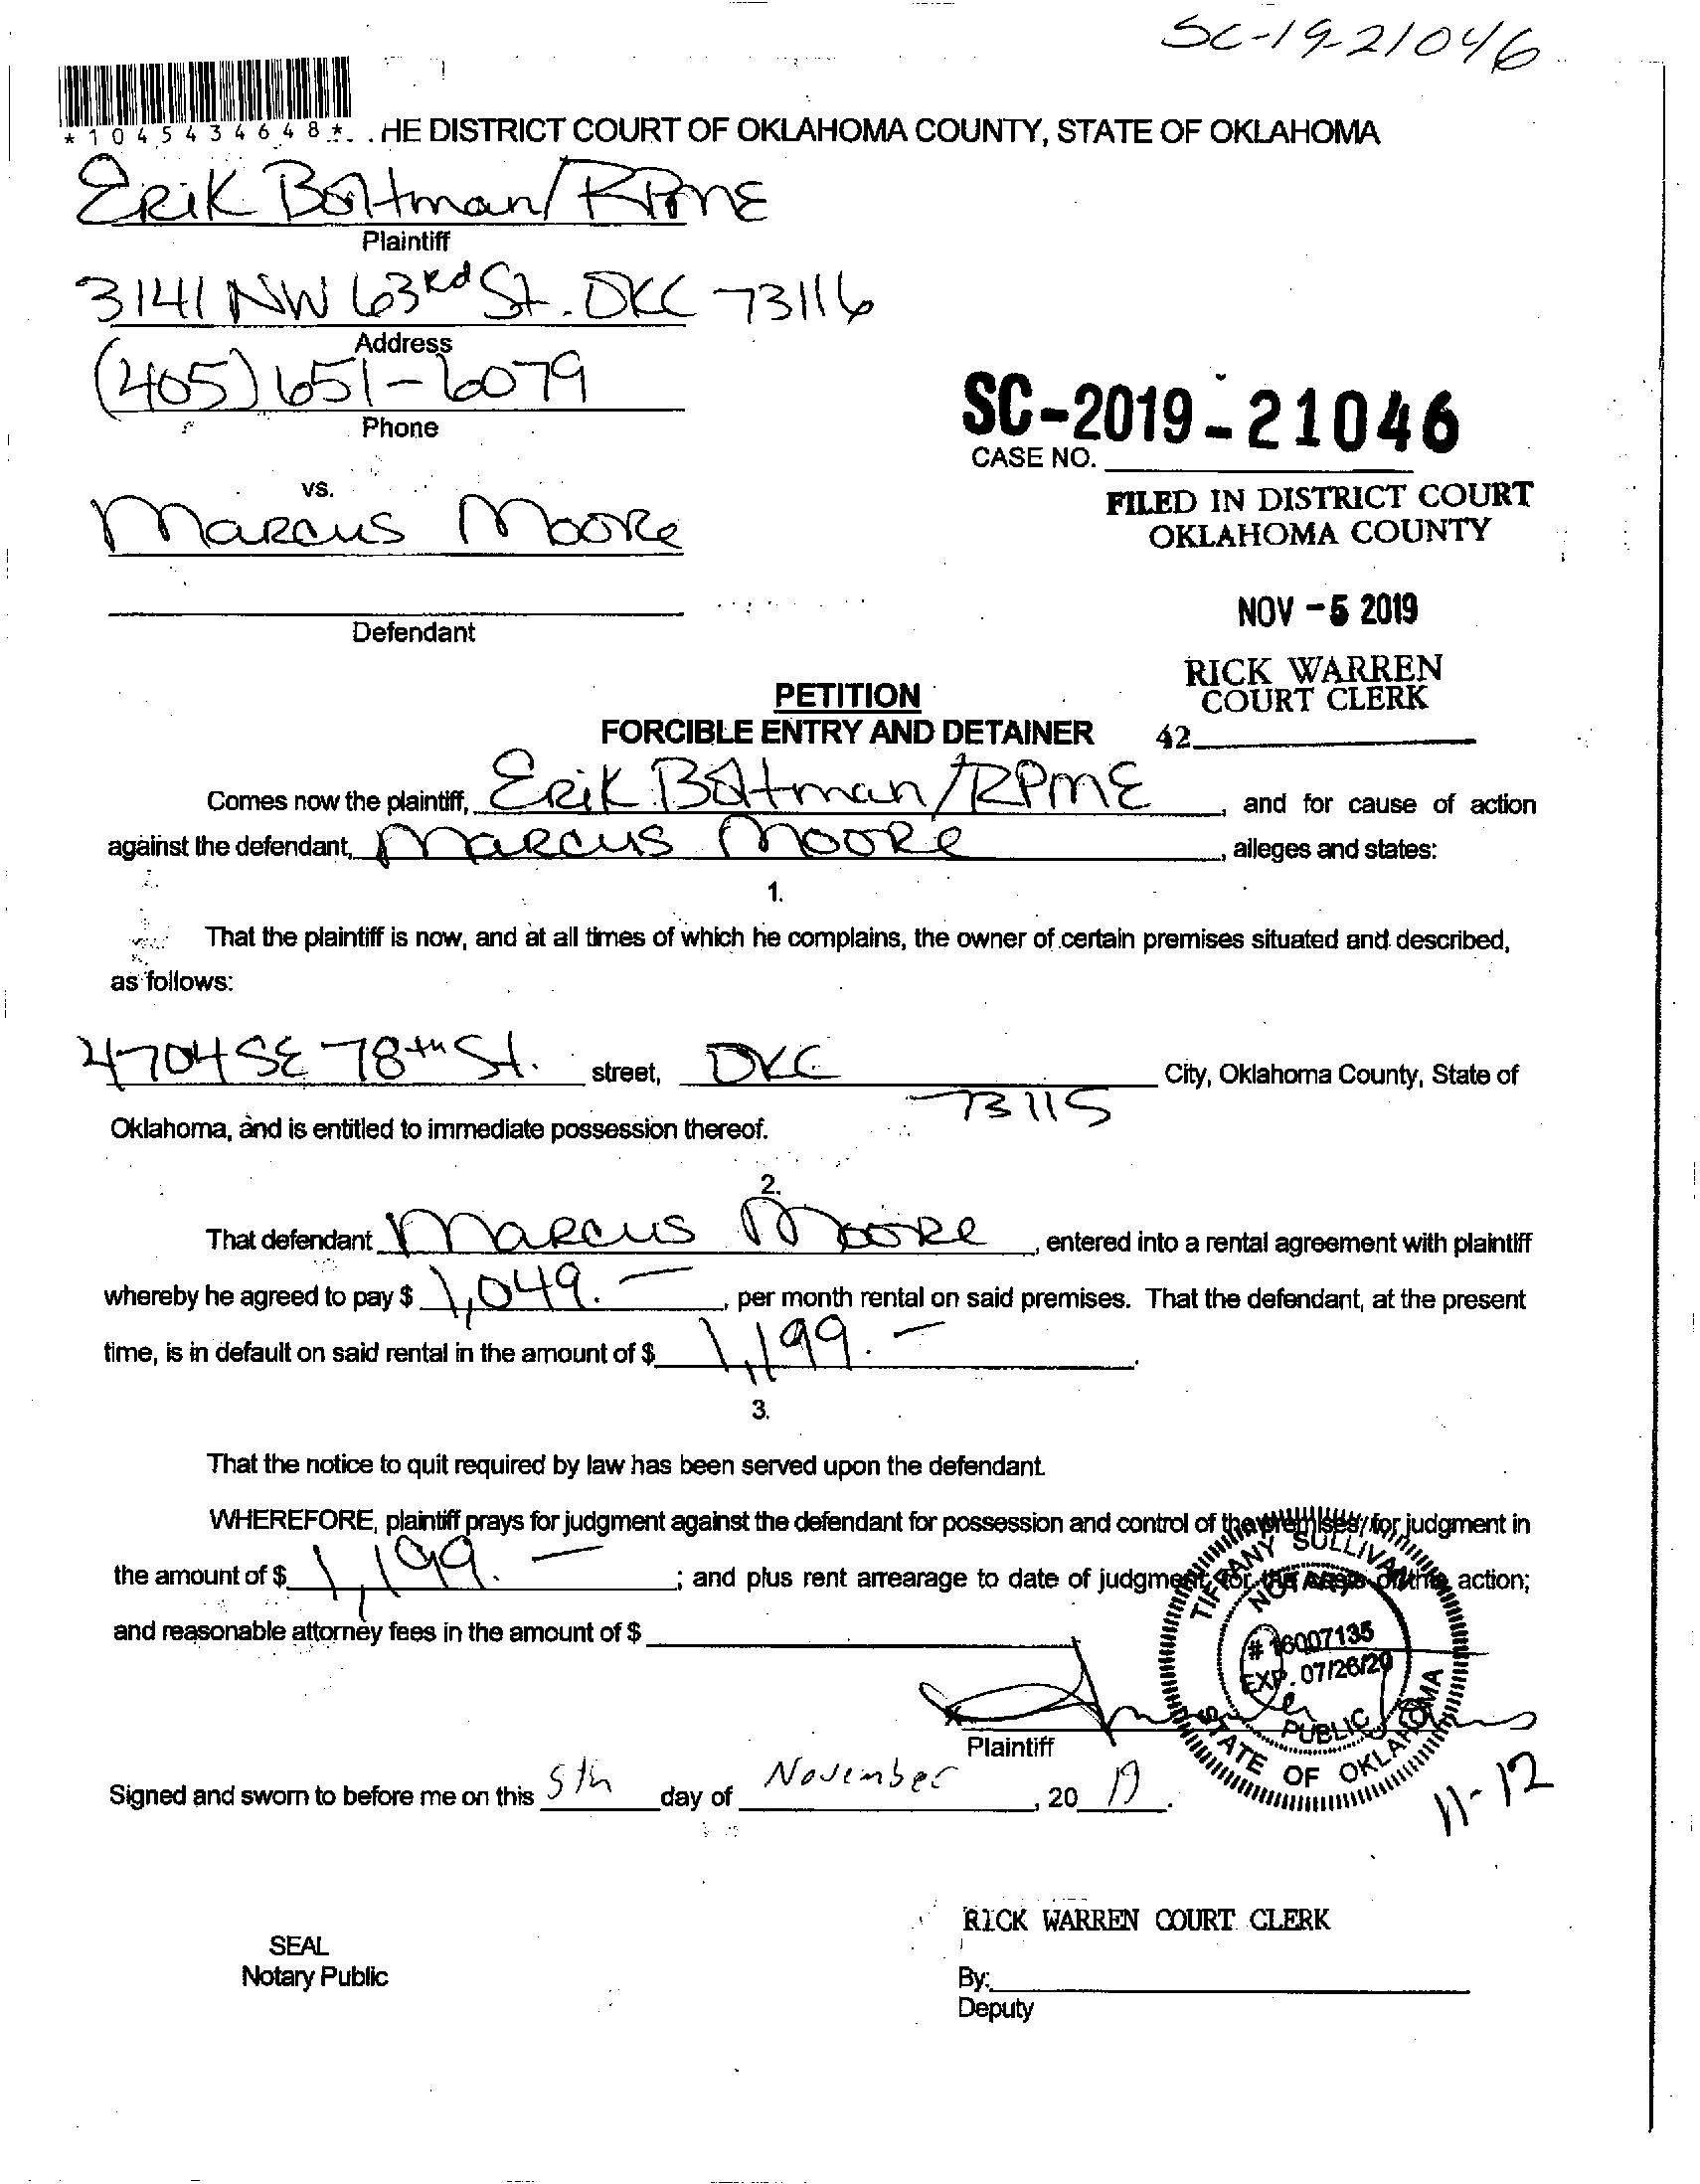 SC-19-21046
*1045434648*
HE DISTRICT COURT OF OKLAHOMA COUNTY, STATE OF OKLAHOMA
Erik Boltman/RPME
Plaintiff
3141 NW 63rd St. OKC 73116
Address
(405) 651-6079
Phone
SC-2019-21046
CASE NO.
vs.
Marcus Moore
FILED IN DISTRICT COURT
OKLAHOMA COUNTY
NOV -5 2019
Defendant
RICK WARREN
COURT CLERK
42
PETITION
FORCIBLE ENTRY AND DETAINER
Comes now the plaintiff, Erik Boltman/RPME, and for cause of action
against the defendant, Marcus Moore, alleges and states:
1.
That the plaintiff is now, and at all times of which he complains, the owner of certain premises situated and described,
as follows:
4704 SE 78th St. street, OKC City, Oklahoma County, State of
73115
Oklahoma, and is entitled to immediate possession thereof.
2.
That defendant Marcus Moore, entered into a rental agreement with plaintiff
whereby he agreed to pay $ 1,049.-, per month rental on said premises. That the defendant, at the present
time, is in default on said rental in the amount of $ 1,199.-.
3.
That the notice to quit required by law has been served upon the defendant.
WHEREFORE, plaintiff prays for judgment against the defendant for possession and control of the premises; for judgment in
the amount of $ 1,199.-; and plus rent arrearage to date of judgment; for the costs of this action;
and reasonable attorney fees in the amount of $
TIFFANY SULLIVAN
NOTARY
# 16007135
EXP. 07/26/20
PUBLIC
STATE OF OKLAHOMA
Plaintiff
Signed and sworn to before me on this 5th day of November, 20 19.
11-12
RICK WARREN COURT CLERK
SEAL
Notary Public
By:
Deputy